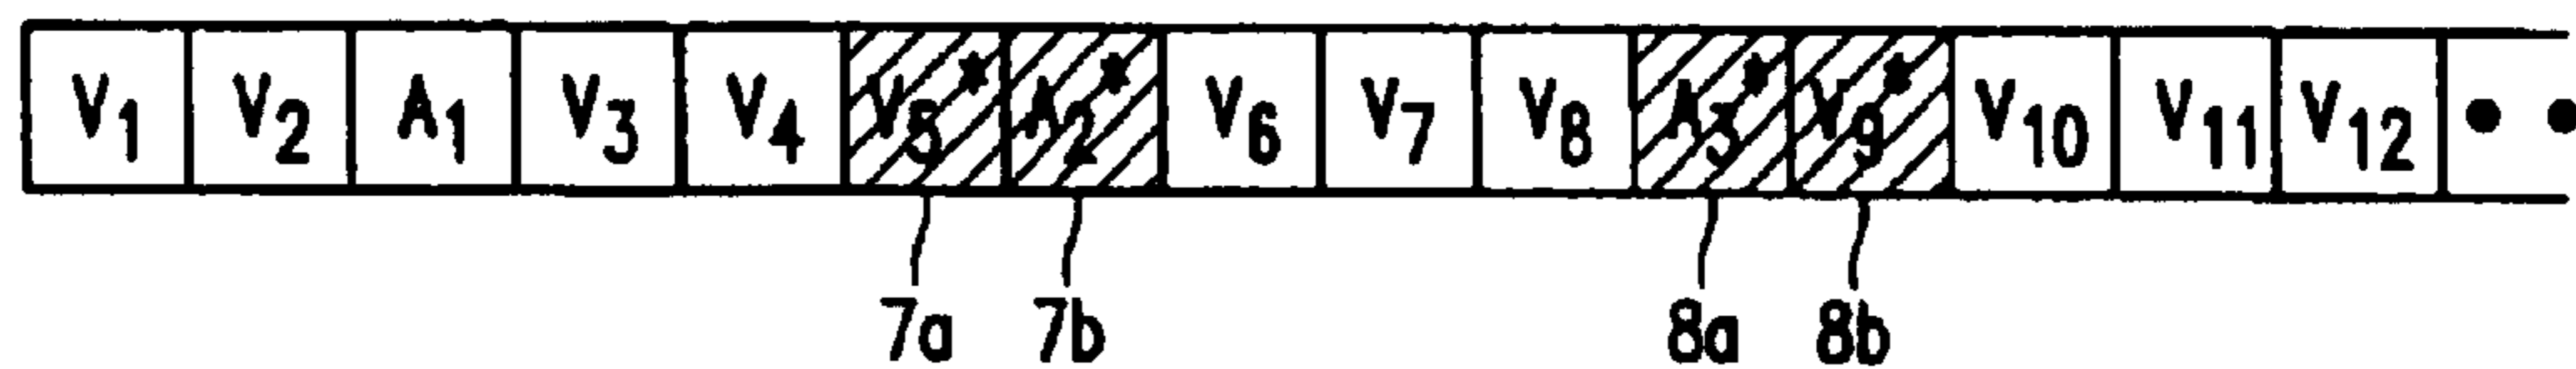 V1 V2 A1 V3 V4 V5* A2* V6 V7 V8 A3* V9* V10 V11 V12 • •
7a 7b 8a 8b